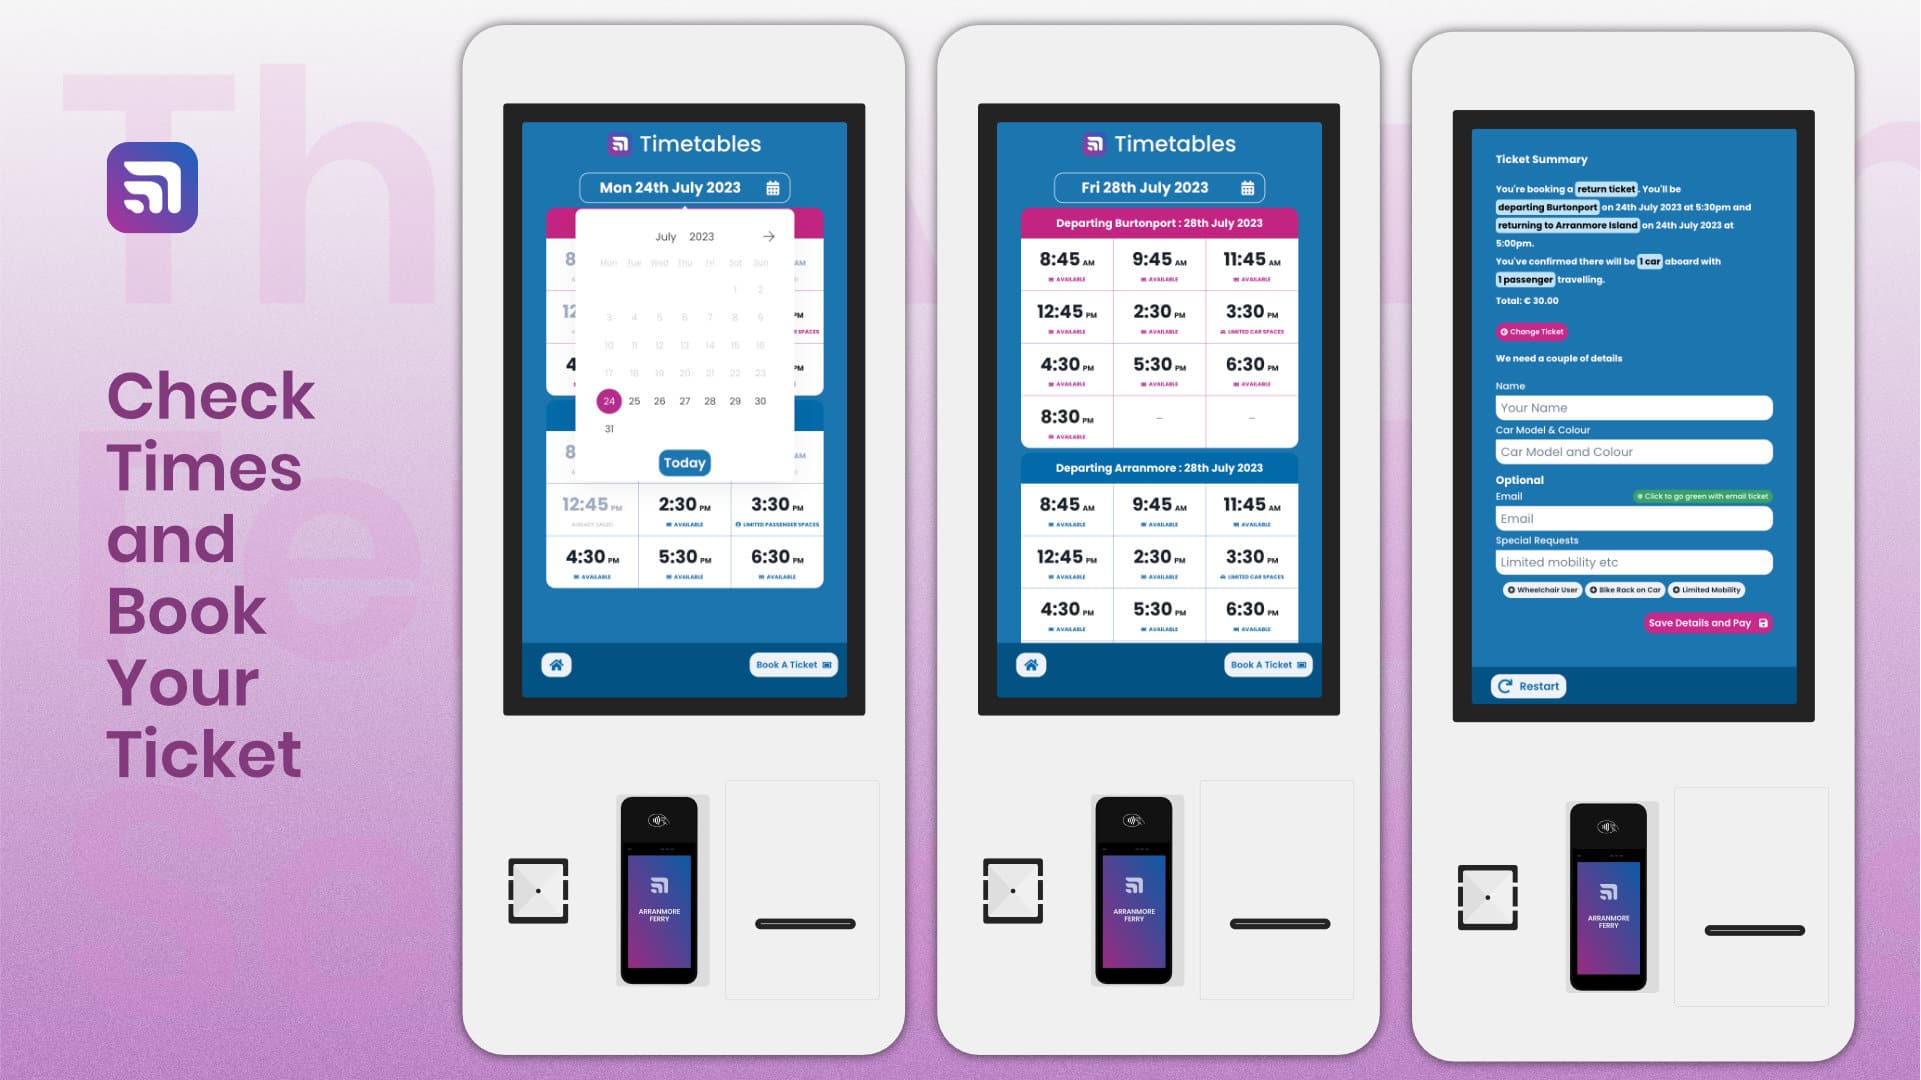 Check
Times
and
Book
Your
Ticket
Timetables
Mon 24th July 2023
July 2023
Mon Tue Wed Thu Fri Sat Sun
1 2
3 4 5 6 7 8 9
10 11 12 13 14 15 16
17 18 19 20 21 22 23
24 25 26 27 28 29 30
31
Today
8 AM
12 PM
R SPACES
4 PM
8 AM
12:45 PM 2:30 PM 3:30 PM
ALREADY SAILED AVAILABLE LIMITED PASSENGER SPACES
4:30 PM 5:30 PM 6:30 PM
AVAILABLE AVAILABLE AVAILABLE
Book A Ticket
ARRANMORE
FERRY
Timetables
Fri 28th July 2023
Departing Burtonport : 28th July 2023
8:45 AM 9:45 AM 11:45 AM
AVAILABLE AVAILABLE AVAILABLE
12:45 PM 2:30 PM 3:30 PM
AVAILABLE AVAILABLE LIMITED CAR SPACES
4:30 PM 5:30 PM 6:30 PM
AVAILABLE AVAILABLE AVAILABLE
8:30 PM – –
AVAILABLE
Departing Arranmore : 28th July 2023
8:45 AM 9:45 AM 11:45 AM
AVAILABLE AVAILABLE AVAILABLE
12:45 PM 2:30 PM 3:30 PM
AVAILABLE AVAILABLE LIMITED CAR SPACES
4:30 PM 5:30 PM 6:30 PM
AVAILABLE AVAILABLE AVAILABLE
Book A Ticket
ARRANMORE
FERRY
Ticket Summary
You're booking a return ticket . You'll be
departing Burtonport on 24th July 2023 at 5:30pm and
returning to Arranmore Island on 24th July 2023 at
5:00pm.
You've confirmed there will be 1 car aboard with
1 passenger travelling.
Total: € 30.00
Change Ticket
We need a couple of details
Name
Your Name
Car Model & Colour
Car Model and Colour
Optional
Email Click to go green with email ticket
Email
Special Requests
Limited mobility etc
Wheelchair User Bike Rack on Car Limited Mobility
Save Details and Pay
Restart
ARRANMORE
FERRY